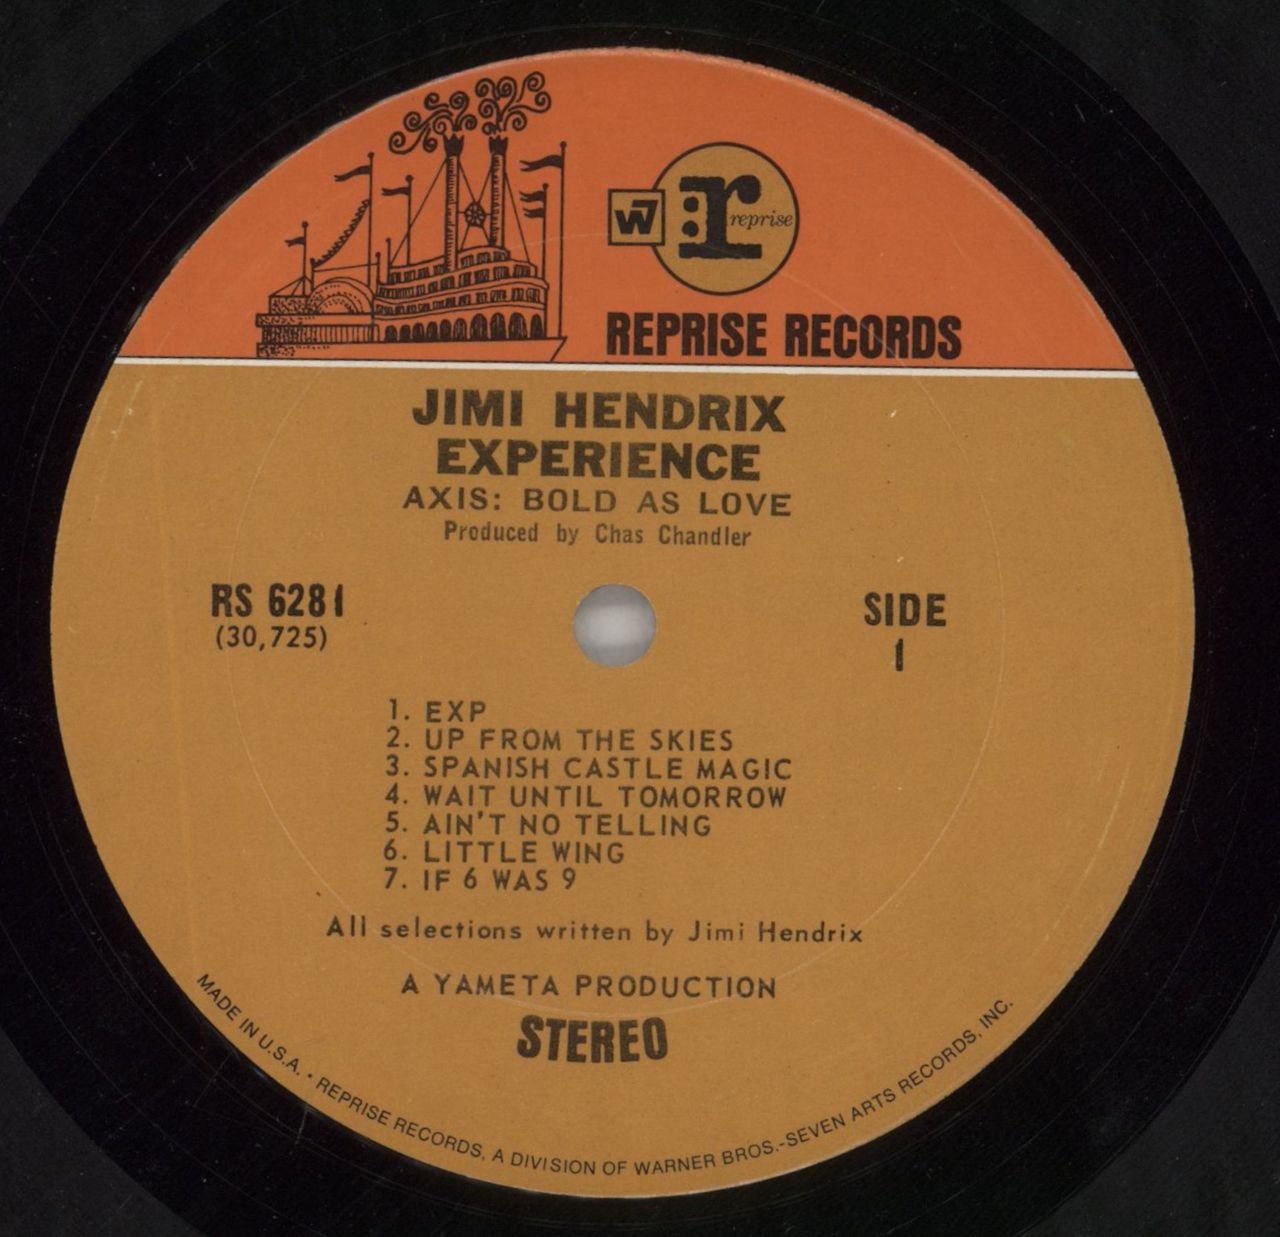 W7
r reprise
REPRISE RECORDS
JIMI HENDRIX
EXPERIENCE
AXIS: BOLD AS LOVE
Produced by Chas Chandler
RS 6281
(30,725)
SIDE
1
1. EXP
2. UP FROM THE SKIES
3. SPANISH CASTLE MAGIC
4. WAIT UNTIL TOMORROW
5. AIN'T NO TELLING
6. LITTLE WING
7. IF 6 WAS 9
All selections written by Jimi Hendrix
A YAMETA PRODUCTION
STEREO
MADE IN U.S.A. • REPRISE RECORDS, A DIVISION OF WARNER BROS.-SEVEN ARTS RECORDS, INC.